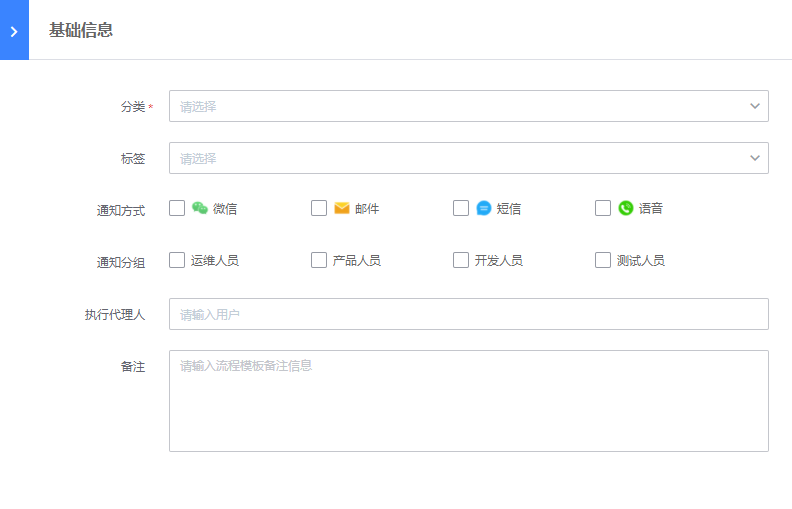 基础信息
分类 * 请选择
标签 请选择
通知方式 微信 邮件 短信 语音
通知分组 运维人员 产品人员 开发人员 测试人员
执行代理人 请输入用户
备注 请输入流程模板备注信息